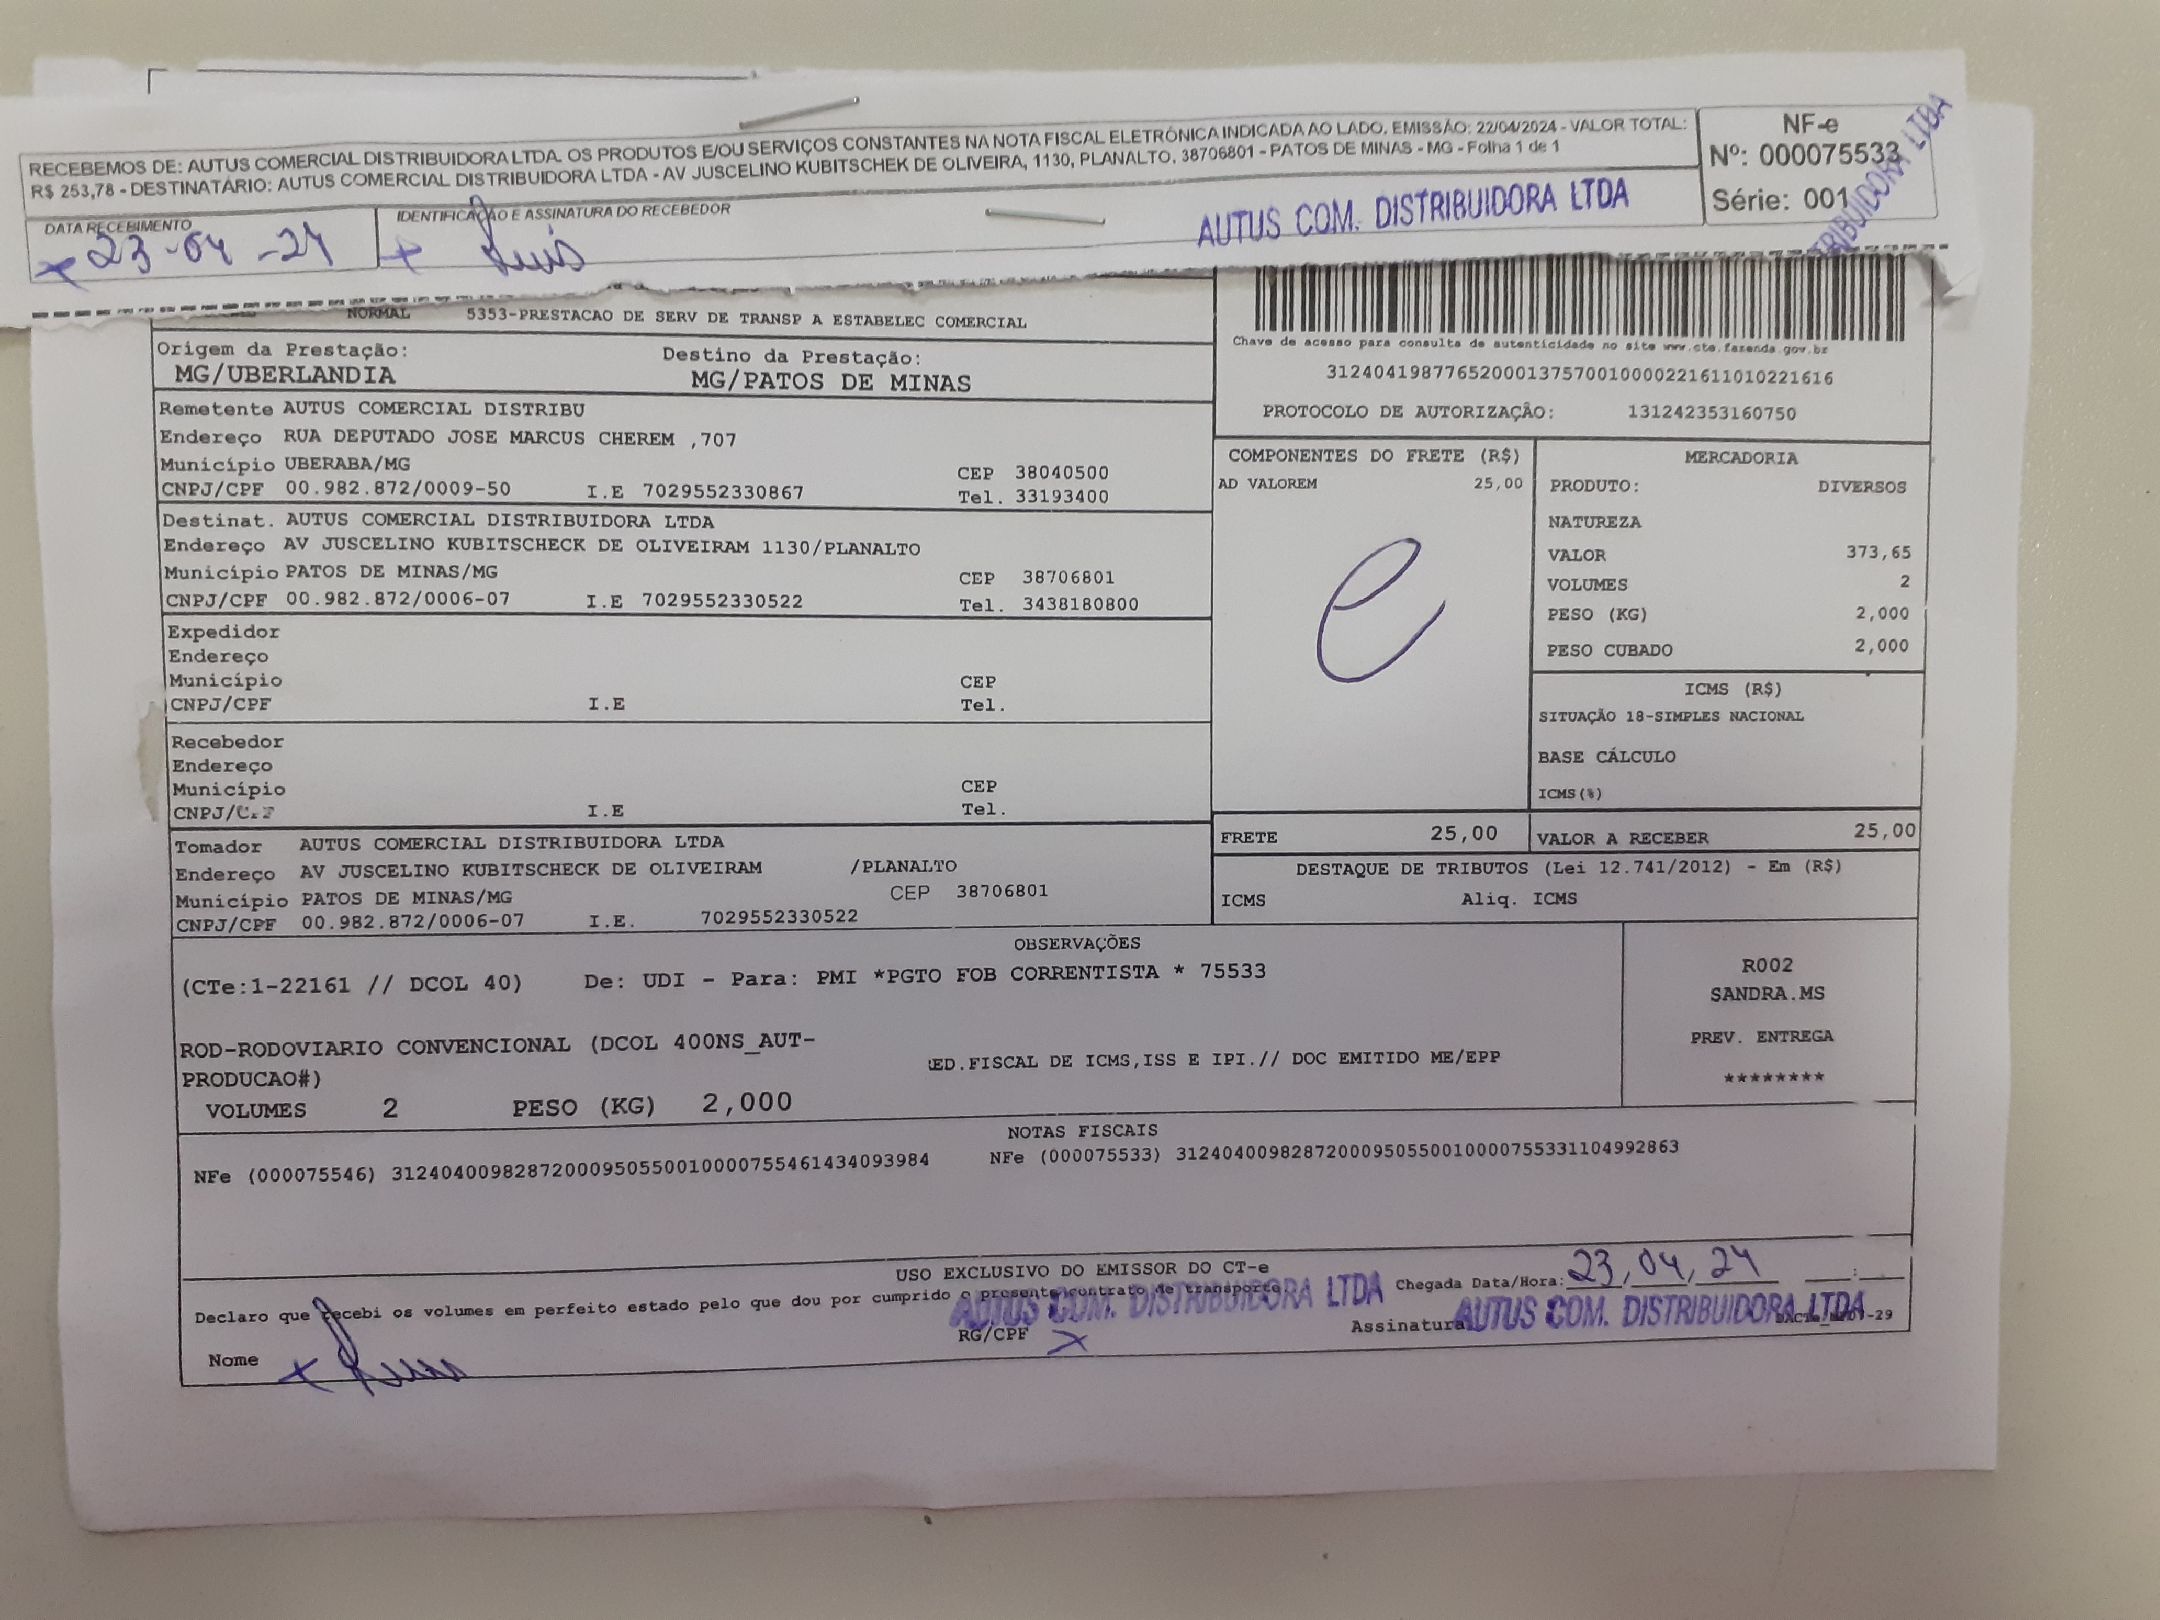 RECEBEMOS DE: AUTUS COMERCIAL DISTRIBUIDORA LTDA. OS PRODUTOS E/OU SERVIÇOS CONSTANTES NA NOTA FISCAL ELETRÔNICA INDICADA AO LADO. EMISSÃO: 22/04/2024 - VALOR TOTAL:
R$ 253,78 - DESTINATÁRIO: AUTUS COMERCIAL DISTRIBUIDORA LTDA - AV JUSCELINO KUBITSCHEK DE OLIVEIRA, 1130, PLANALTO, 38706801 - PATOS DE MINAS - MG - Folha 1 de 1
NF-e
Nº: 000075533
Série: 001
DATA RECEBIMENTO
x 23-04-24
IDENTIFICAÇÃO E ASSINATURA DO RECEBEDOR
x Luis
AUTUS COM. DISTRIBUIDORA LTDA
TRIBUIDORA LTDA
NORMAL 5353-PRESTACAO DE SERV DE TRANSP A ESTABELEC COMERCIAL
Origem da Prestação: Destino da Prestação:
MG/UBERLANDIA MG/PATOS DE MINAS
Chave de acesso para consulta de autenticidade no site www.cte.fazenda.gov.br
31240419877652000137570010000221611010221616
PROTOCOLO DE AUTORIZAÇÃO: 131242353160750
Remetente AUTUS COMERCIAL DISTRIBU
Endereço RUA DEPUTADO JOSE MARCUS CHEREM ,707
Município UBERABA/MG CEP 38040500
CNPJ/CPF 00.982.872/0009-50 I.E 7029552330867 Tel. 33193400
Destinat. AUTUS COMERCIAL DISTRIBUIDORA LTDA
Endereço AV JUSCELINO KUBITSCHECK DE OLIVEIRAM 1130/PLANALTO
Município PATOS DE MINAS/MG CEP 38706801
CNPJ/CPF 00.982.872/0006-07 I.E 7029552330522 Tel. 3438180800
Expedidor
Endereço
Município CEP
CNPJ/CPF I.E Tel.
Recebedor
Endereço
Município CEP
CNPJ/C I.E Tel.
Tomador AUTUS COMERCIAL DISTRIBUIDORA LTDA
Endereço AV JUSCELINO KUBITSCHECK DE OLIVEIRAM /PLANALTO
Município PATOS DE MINAS/MG CEP 38706801
CNPJ/CPF 00.982.872/0006-07 I.E. 7029552330522
COMPONENTES DO FRETE (R$)
AD VALOREM 25,00
e
MERCADORIA
PRODUTO: DIVERSOS
NATUREZA
VALOR 373,65
VOLUMES 2
PESO (KG) 2,000
PESO CUBADO 2,000
ICMS (R$)
SITUAÇÃO 18-SIMPLES NACIONAL
BASE CÁLCULO
ICMS(%)
FRETE 25,00 VALOR A RECEBER 25,00
DESTAQUE DE TRIBUTOS (Lei 12.741/2012) - Em (R$)
ICMS Aliq. ICMS
OBSERVAÇÕES
(CTe:1-22161 // DCOL 40) De: UDI - Para: PMI *PGTO FOB CORRENTISTA * 75533
ROD-RODOVIARIO CONVENCIONAL (DCOL 400NS_AUT-
PRODUCAO#)
ED.FISCAL DE ICMS,ISS E IPI.// DOC EMITIDO ME/EPP
VOLUMES 2 PESO (KG) 2,000
R002
SANDRA.MS
PREV. ENTREGA
********
NOTAS FISCAIS
NFe (000075546) 31240400982872000950550010000755461434093984 NFe (000075533) 31240400982872000950550010000755331104992863
USO EXCLUSIVO DO EMISSOR DO CT-e
Declaro que recebi os volumes em perfeito estado pelo que dou por cumprido o presente contrato de transporte.
Chegada Data/Hora: 23,04,24 __:__
AUTUS COM. DISTRIBUIDORA LTDA
RG/CPF x
Assinatura AUTUS COM. DISTRIBUIDORA LTDA
Nome x Luis